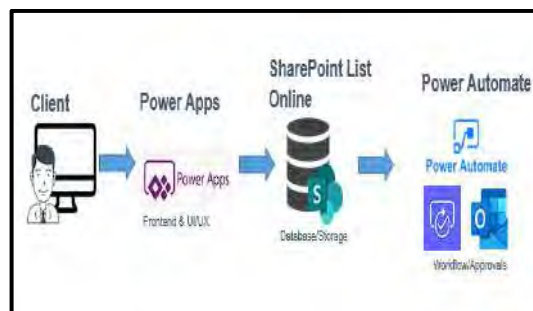 Client
Power Apps
SharePoint List
Online
Power Automate
Power Apps
Frontend & UI/UX
S
Database/Storage
Power Automate
O
Workflow/Approvals